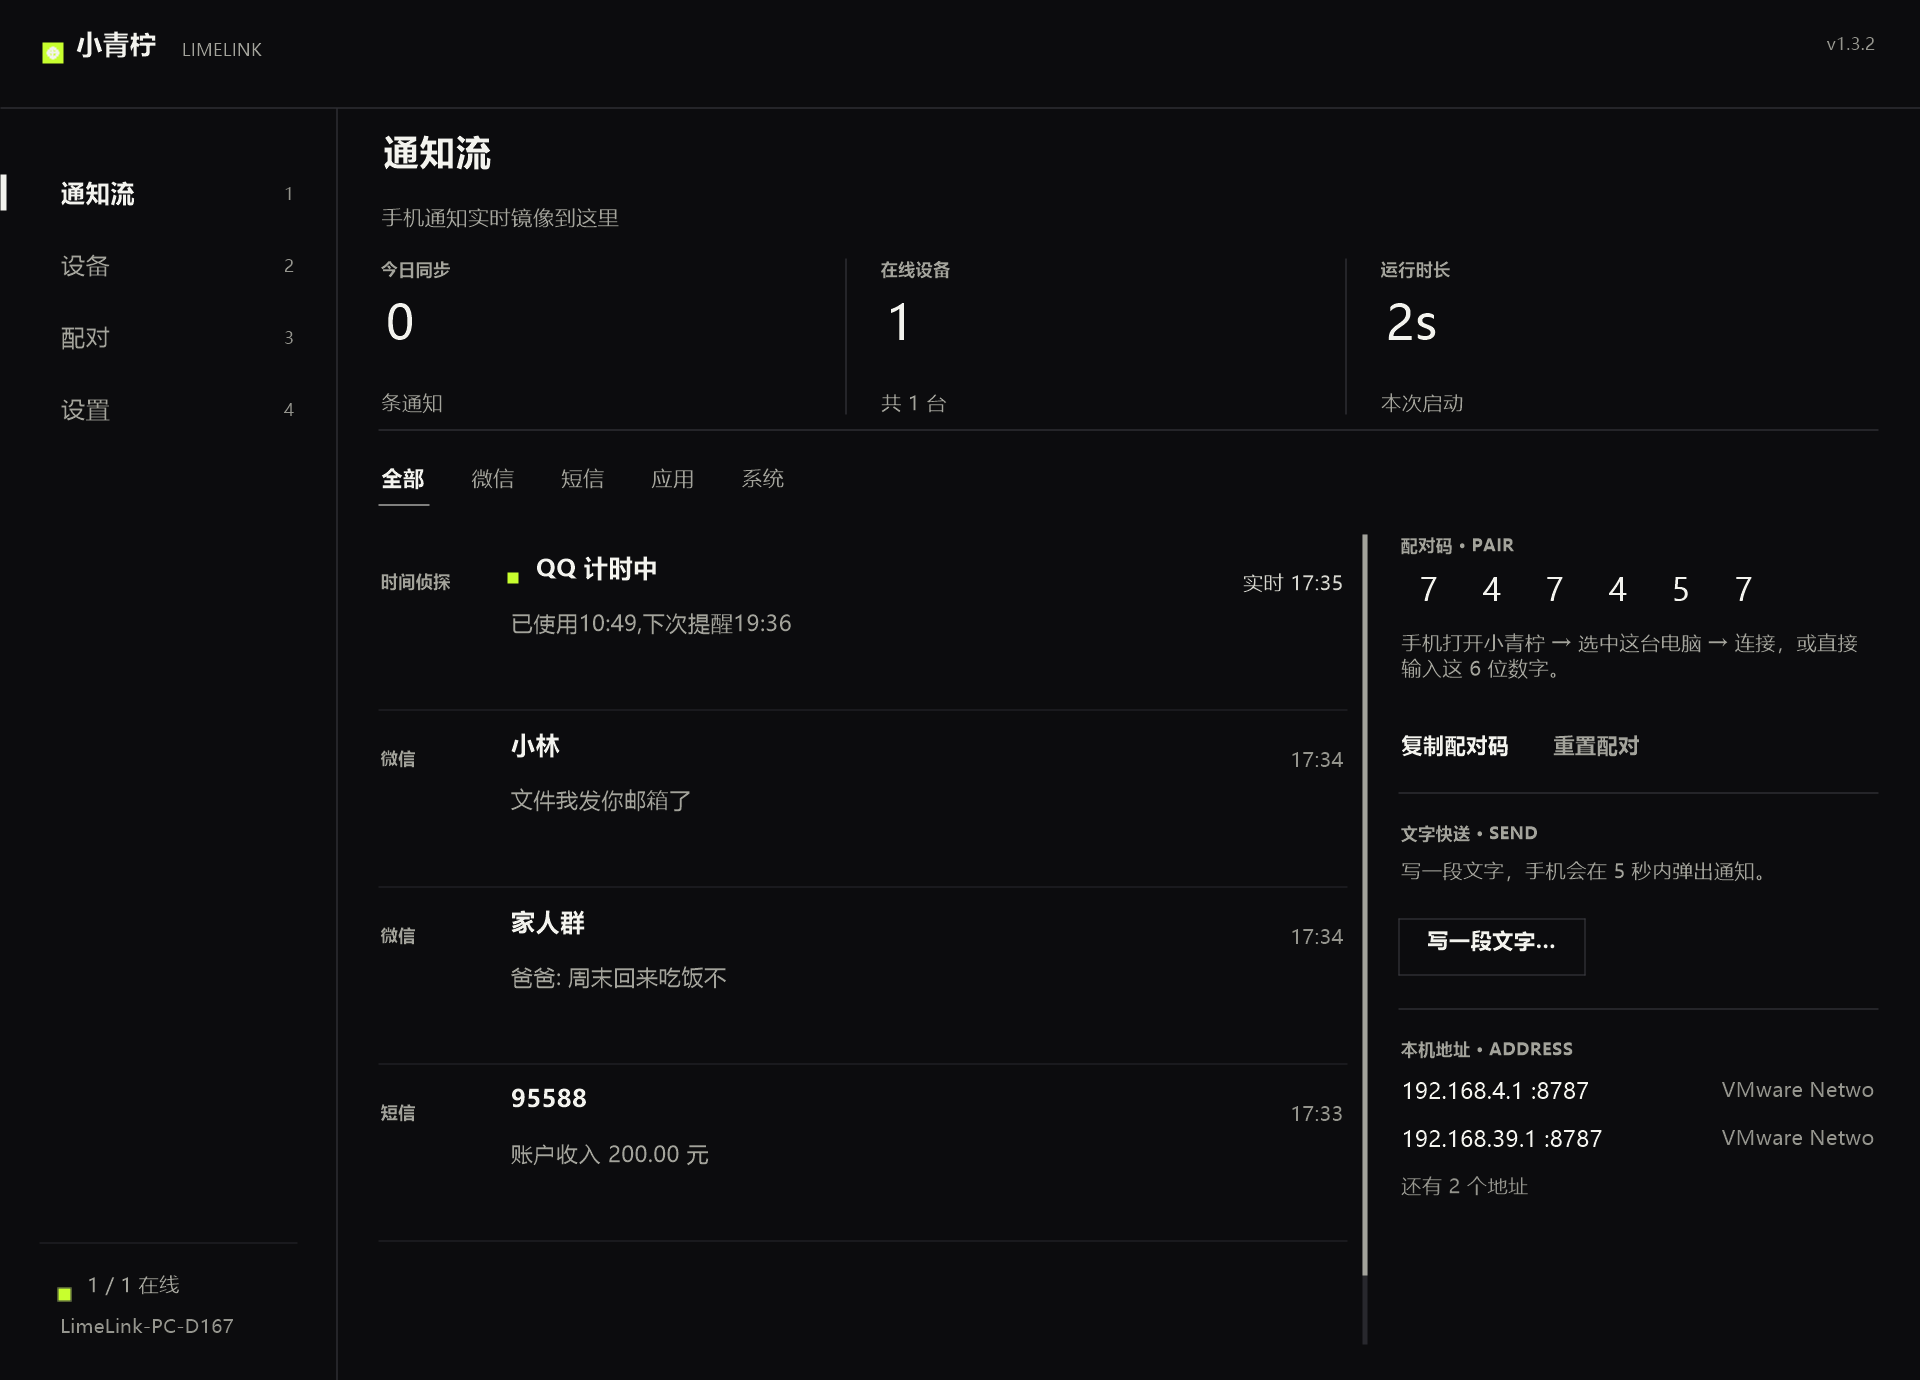 小青柠 LIMELINK
v1.3.2
通知流 1
设备 2
配对 3
设置 4
1 / 1 在线
LimeLink-PC-D167
通知流
手机通知实时镜像到这里
今日同步
0
条通知
在线设备
1
共 1 台
运行时长
2s
本次启动
全部 微信 短信 应用 系统
时间侦探 QQ 计时中 实时 17:35
已使用10:49,下次提醒19:36
微信 小林 17:34
文件我发你邮箱了
微信 家人群 17:34
爸爸: 周末回来吃饭不
短信 95588 17:33
账户收入 200.00 元
配对码 • PAIR
7 4 7 4 5 7
手机打开小青柠 → 选中这台电脑 → 连接，或直接
输入这 6 位数字。
复制配对码 重置配对
文字快送 • SEND
写一段文字，手机会在 5 秒内弹出通知。
写一段文字...
本机地址 • ADDRESS
192.168.4.1 :8787 VMware Netwo
192.168.39.1 :8787 VMware Netwo
还有 2 个地址